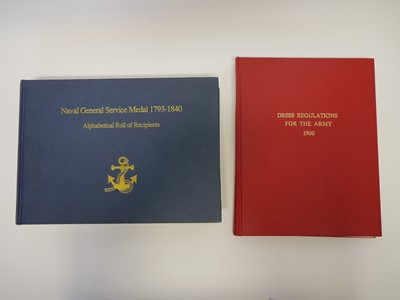 Naval General Service Medal 1793-1840
Alphabetical Roll of Recipients
DRESS REGULATIONS
FOR THE ARMY
1900